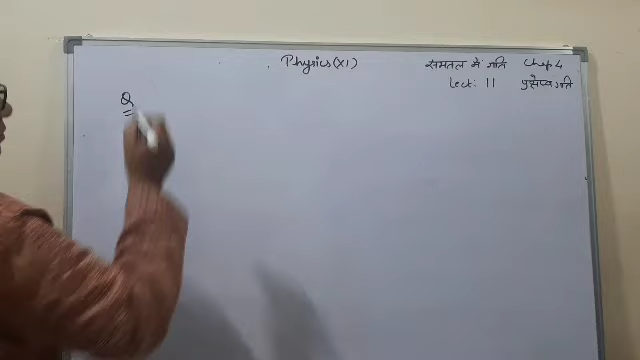 Physics (XI)
समतल में गति Chap 4
Lect: 11 प्रक्षेप्य गति
Q